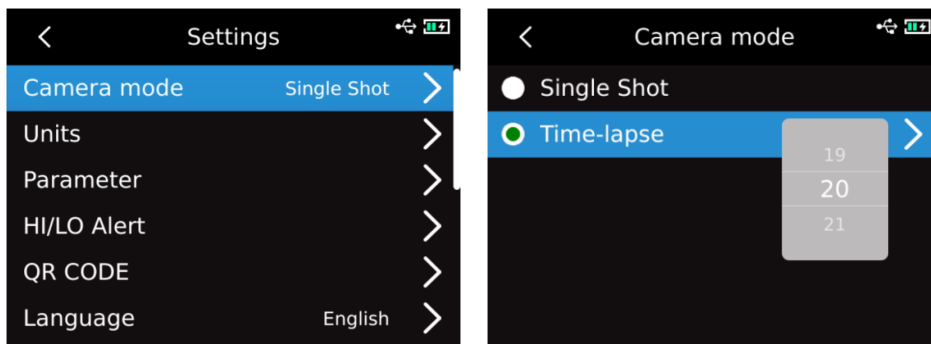 Settings
Camera mode Single Shot
Units
Parameter
HI/LO Alert
QR CODE
Language English
Camera mode
Single Shot
Time-lapse
19
20
21